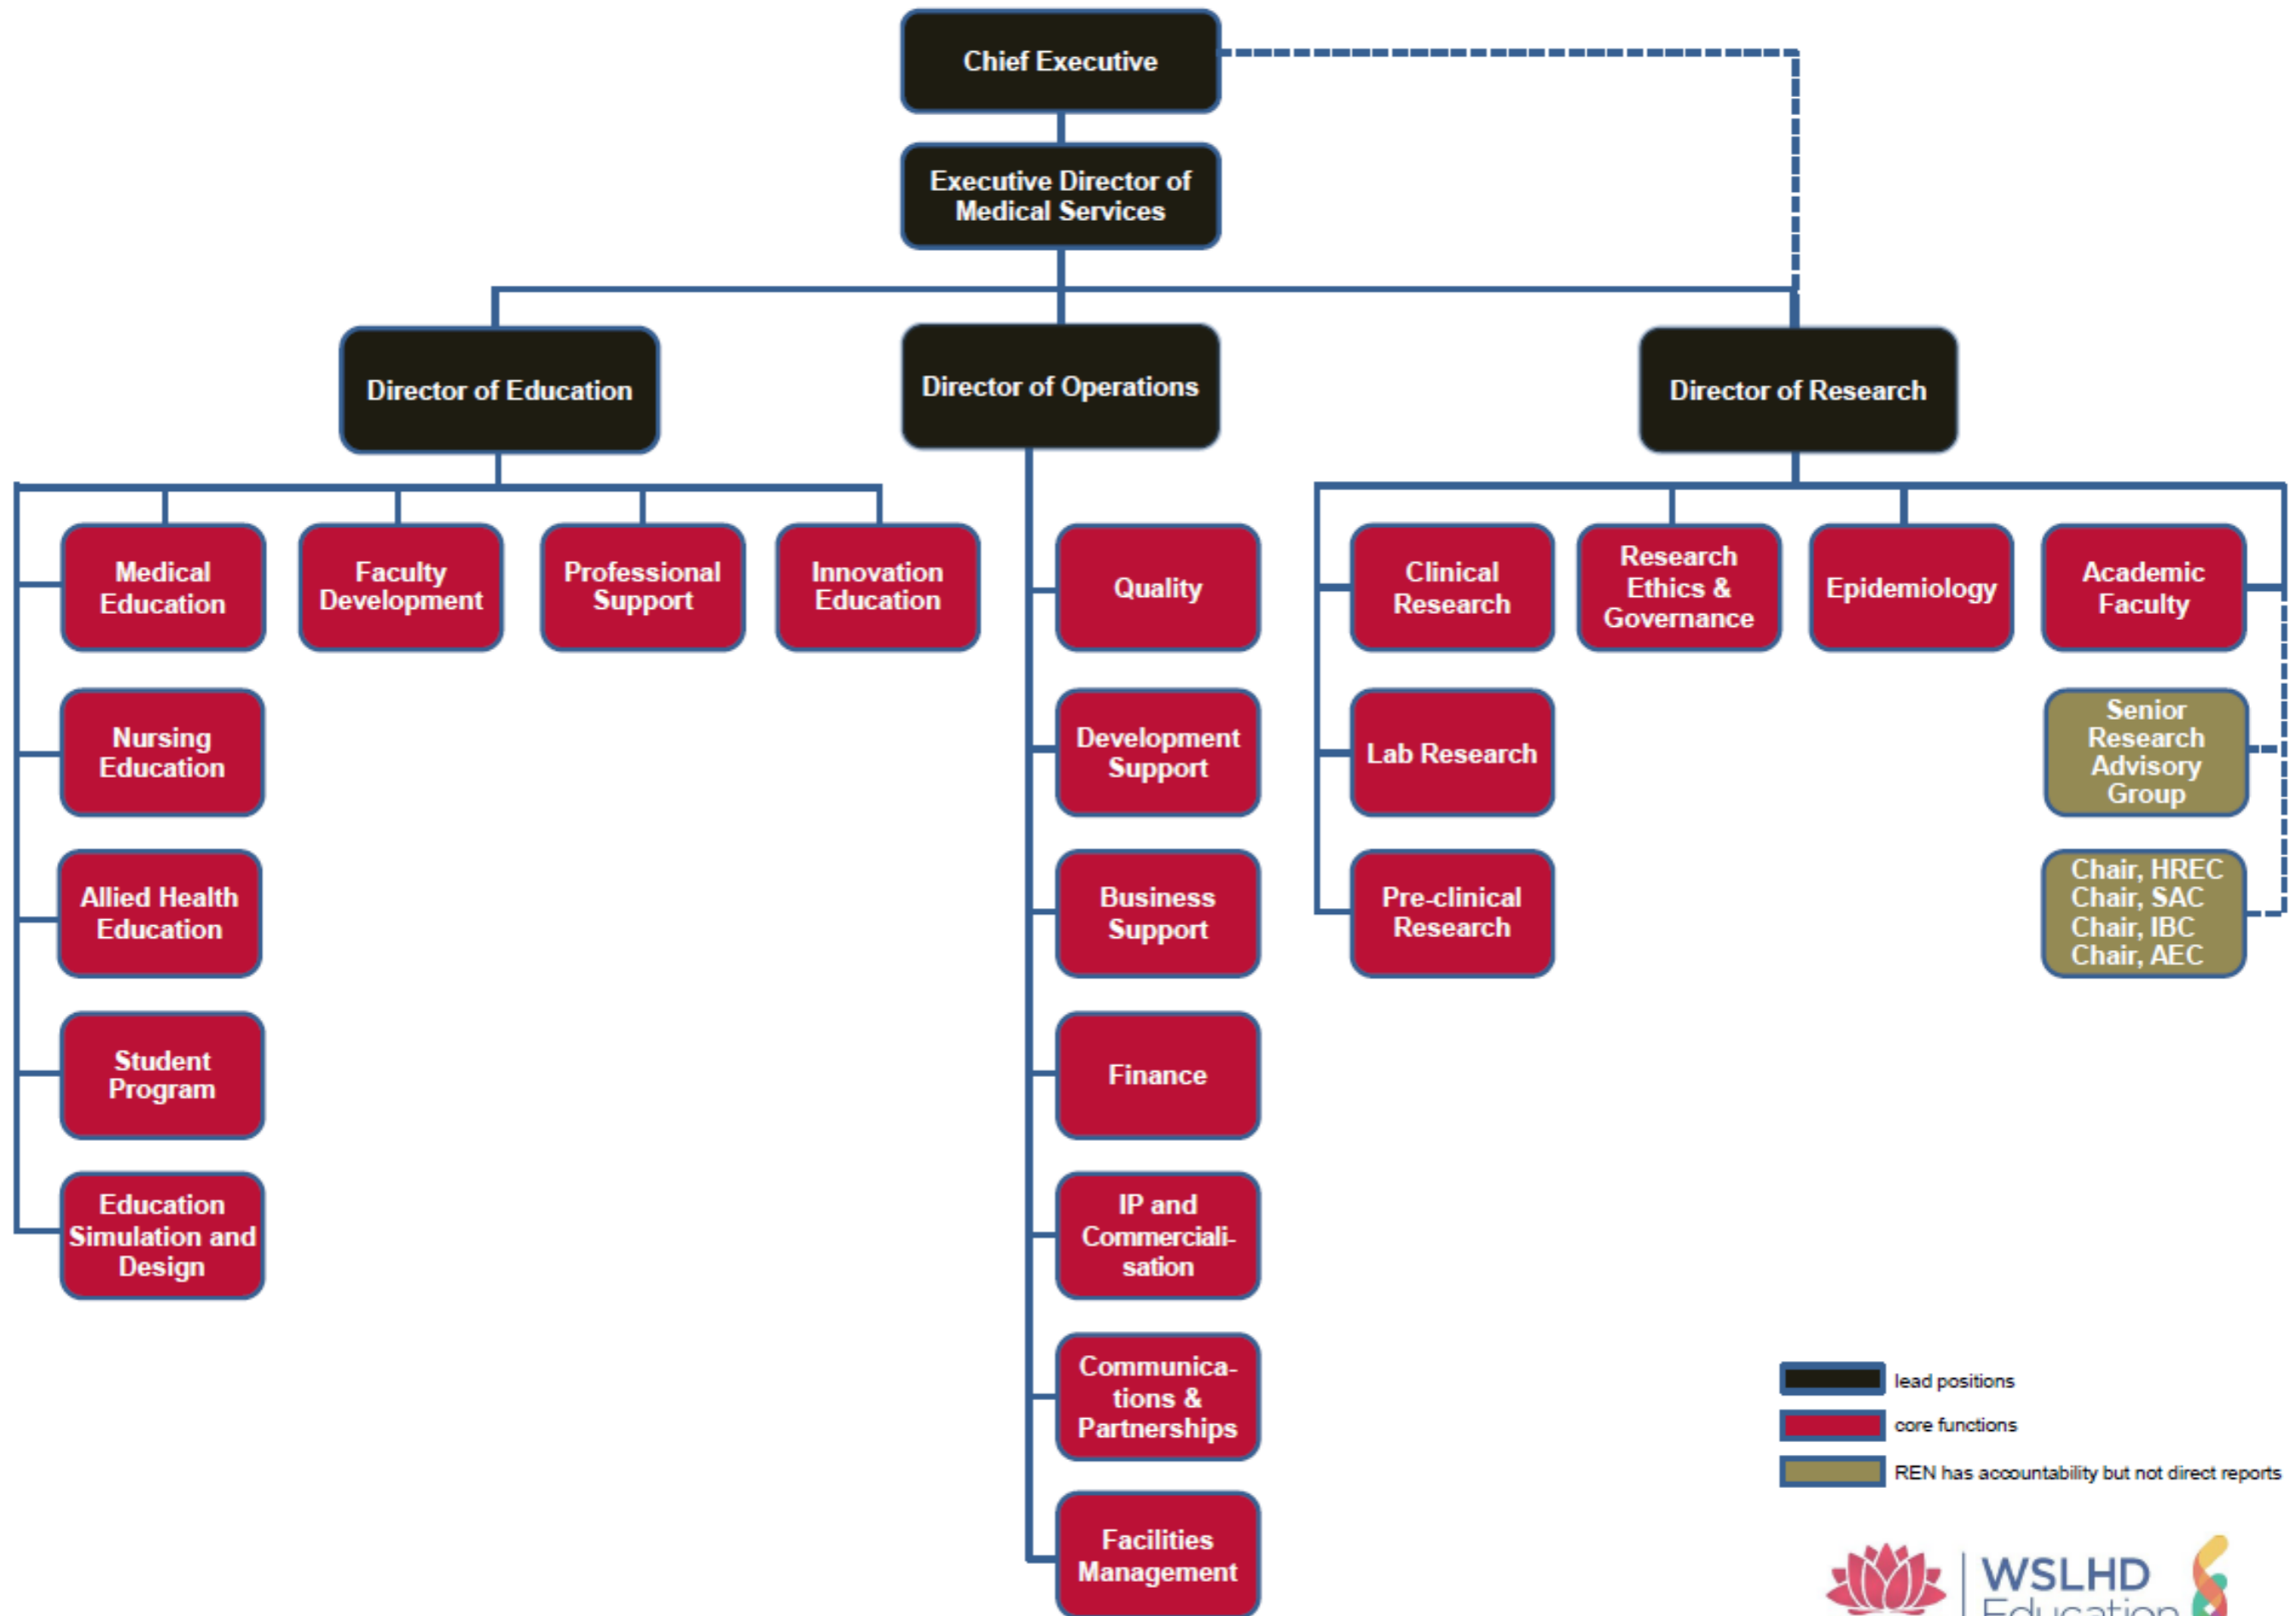 Chief Executive
Executive Director of
Medical Services
Director of Education
Director of Operations
Director of Research
Medical
Education
Faculty
Development
Professional
Support
Innovation
Education
Quality
Clinical
Research
Research
Ethics &
Governance
Epidemiology
Academic
Faculty
Nursing
Education
Development
Support
Lab Research
Senior
Research
Advisory
Group
Allied Health
Education
Business
Support
Pre-clinical
Research
Chair, HREC
Chair, SAC
Chair, IBC
Chair, AEC
Student
Program
Finance
Education
Simulation and
Design
IP and
Commerciali-
sation
Communica-
tions &
Partnerships
Facilities
Management
lead positions
core functions
REN has accountability but not direct reports
WSLHD
Education